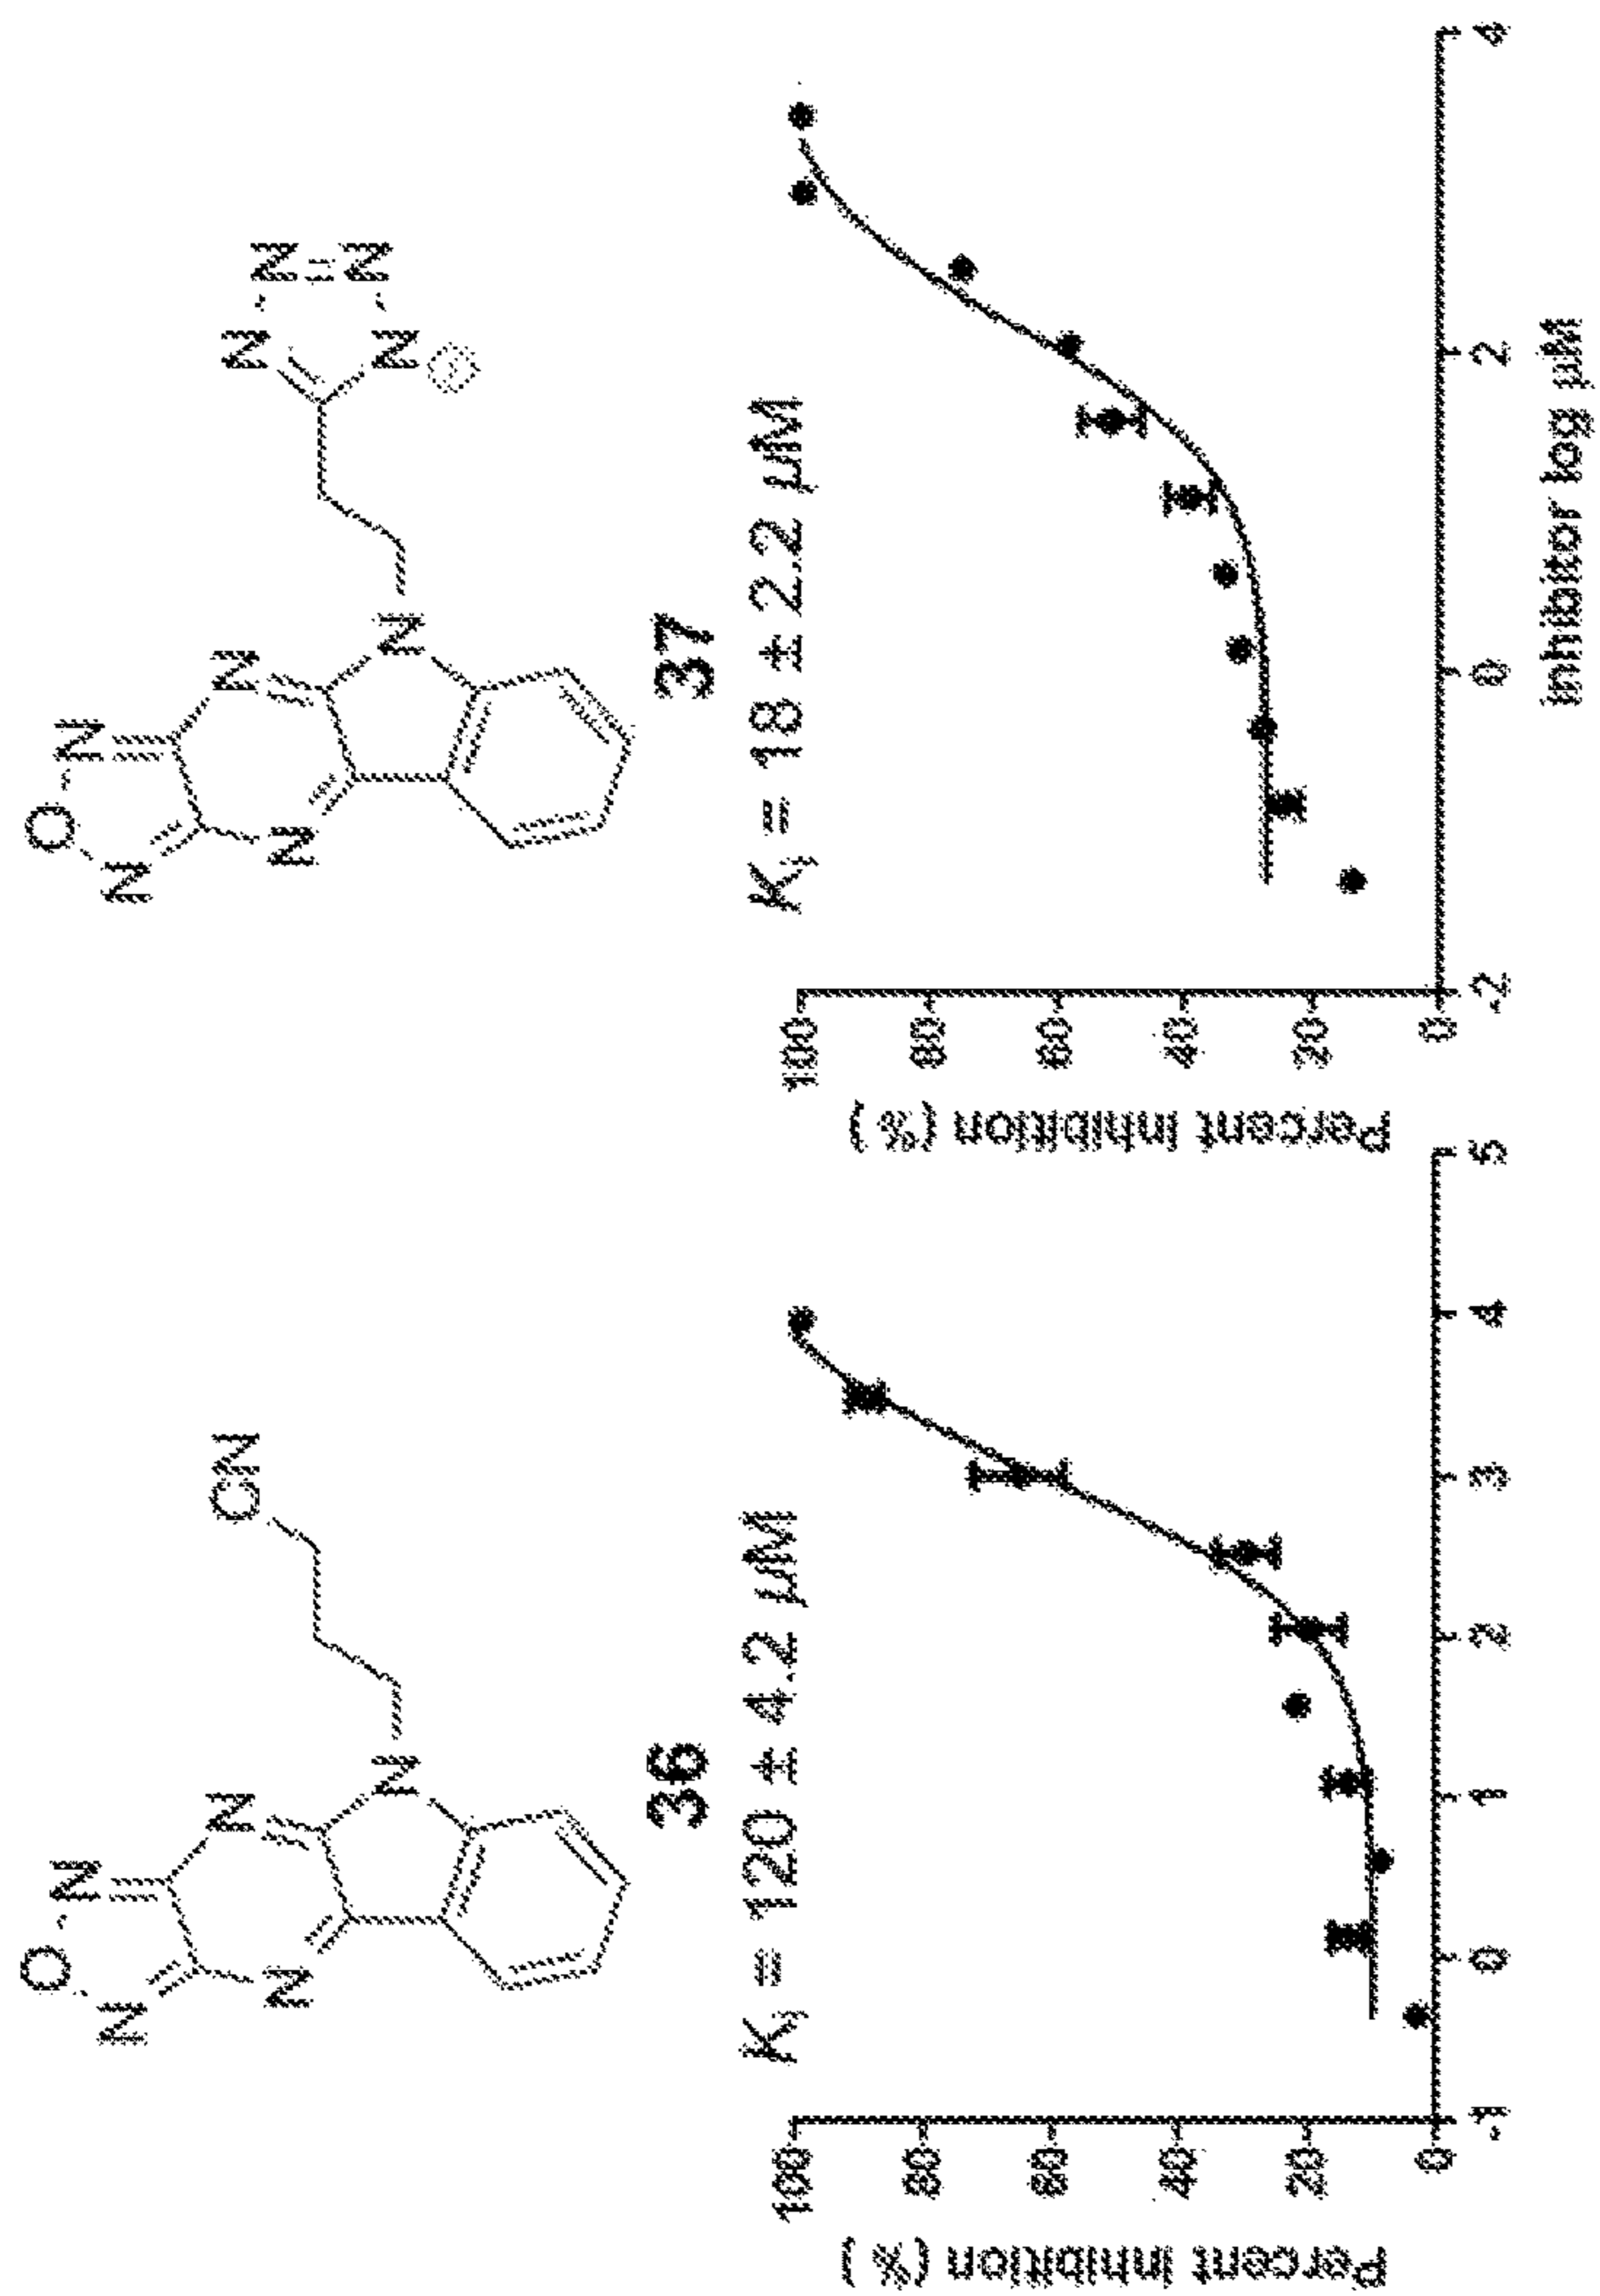 O
N N
N N
N
CN
36
Ki = 120 ± 4.2 µM
Percent inhibition (%)
100
80
60
40
20
0
-1 0 1 2 3 4 5
O
N N
N N
N
N N
N N
⊖
37
Ki = 18 ± 2.2 µM
Percent inhibition (%)
100
80
60
40
20
0
-2 0 2 4
inhibitor log µM